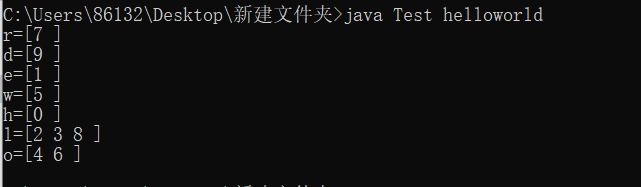 C:\Users\86132\Desktop\新建文件夹>java Test helloworld
r=[7 ]
d=[9 ]
e=[1 ]
w=[5 ]
h=[0 ]
l=[2 3 8 ]
o=[4 6 ]